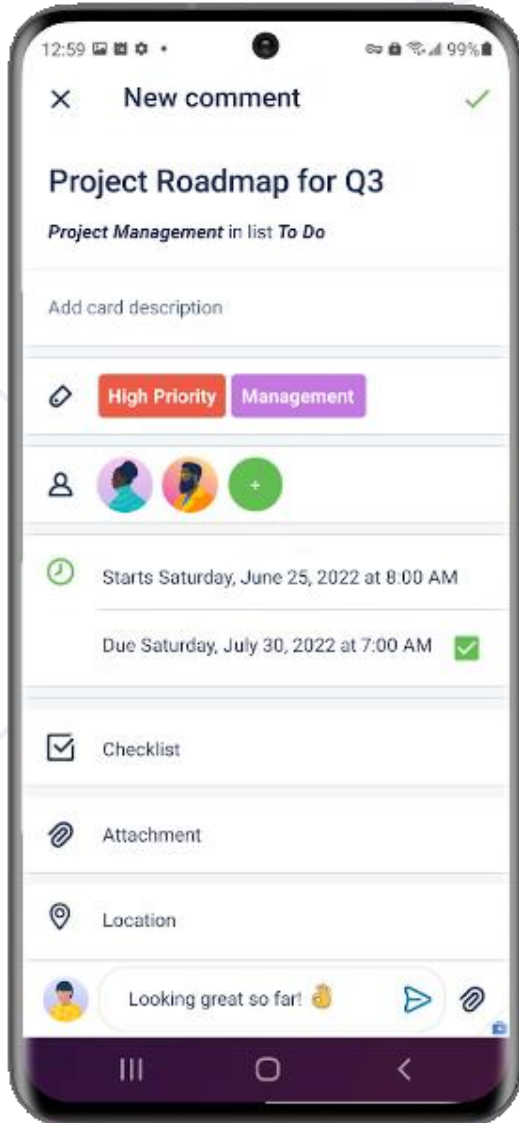 12:59 99%
New comment
Project Roadmap for Q3
Project Management in list To Do
Add card description
High Priority Management
+
Starts Saturday, June 25, 2022 at 8:00 AM
Due Saturday, July 30, 2022 at 7:00 AM
Checklist
Attachment
Location
Looking great so far! 👌